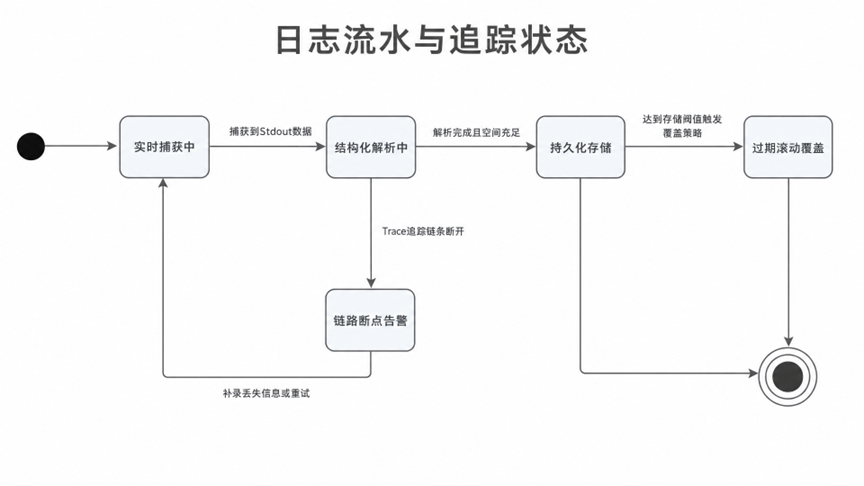 日志流水与追踪状态
实时捕获中
捕获到Stdout数据
结构化解析中
解析完成且空间充足
持久化存储
达到存储阀值触发
覆盖策略
过期滚动覆盖
Trace追踪链条断开
链路断点告警
补录丢失信息或重试